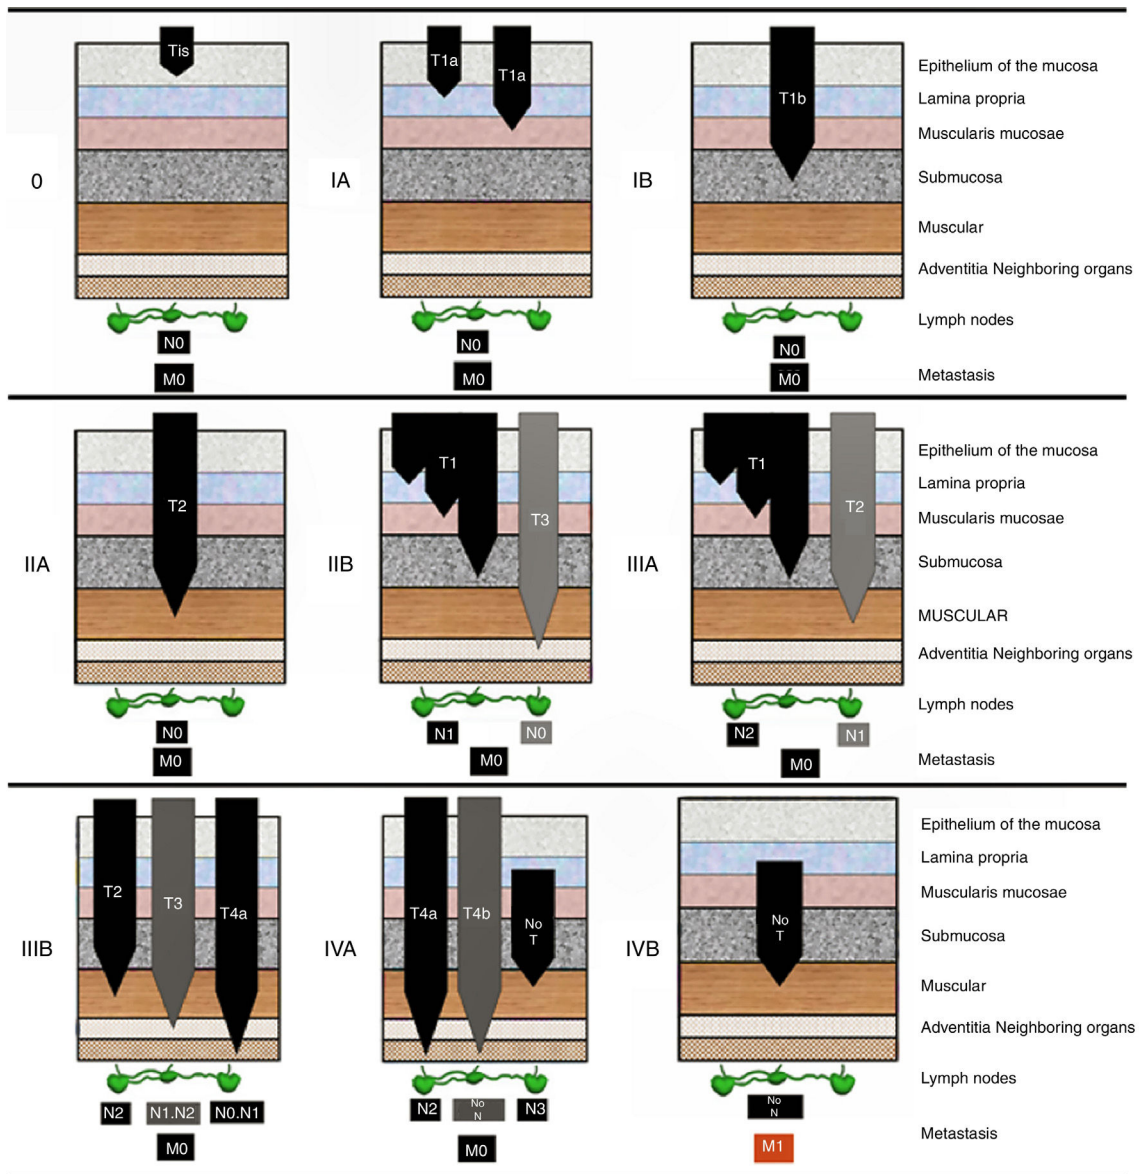 Tis
T1a
T1a
T1b
Epithelium of the mucosa
Lamina propria
Muscularis mucosae
0
IA
IB
Submucosa
Muscular
Adventitia Neighboring organs
Lymph nodes
N0
N0
N0
M0
M0
M0
Metastasis
T2
T1
T3
T1
T2
Epithelium of the mucosa
Lamina propria
Muscularis mucosae
IIA
IIB
IIIA
Submucosa
MUSCULAR
Adventitia Neighboring organs
Lymph nodes
N0
N1
N0
N2
N1
M0
M0
M0
Metastasis
T2
T3
T4a
T4a
T4b
No
T
No
T
Epithelium of the mucosa
Lamina propria
Muscularis mucosae
IIIB
IVA
IVB
Submucosa
Muscular
Adventitia Neighboring organs
Lymph nodes
N2
N1.N2
N0.N1
N2
No
N
N3
No
N
M0
M0
M1
Metastasis